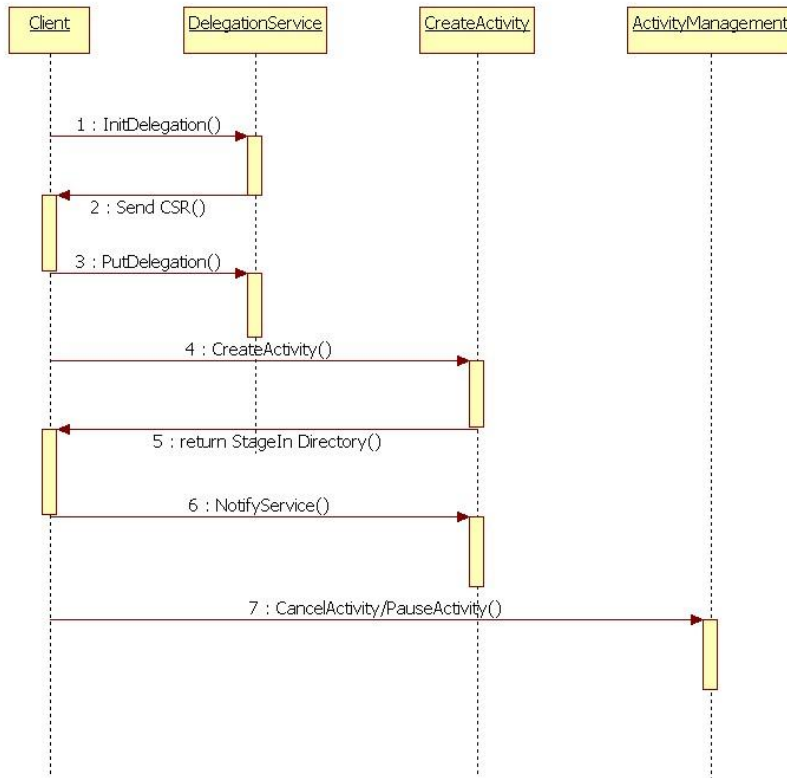 Client
DelegationService
CreateActivity
ActivityManagement
1 : InitDelegation()
2 : Send CSR()
3 : PutDelegation()
4 : CreateActivity()
5 : return StageIn Directory()
6 : NotifyService()
7 : CancelActivity/PauseActivity()